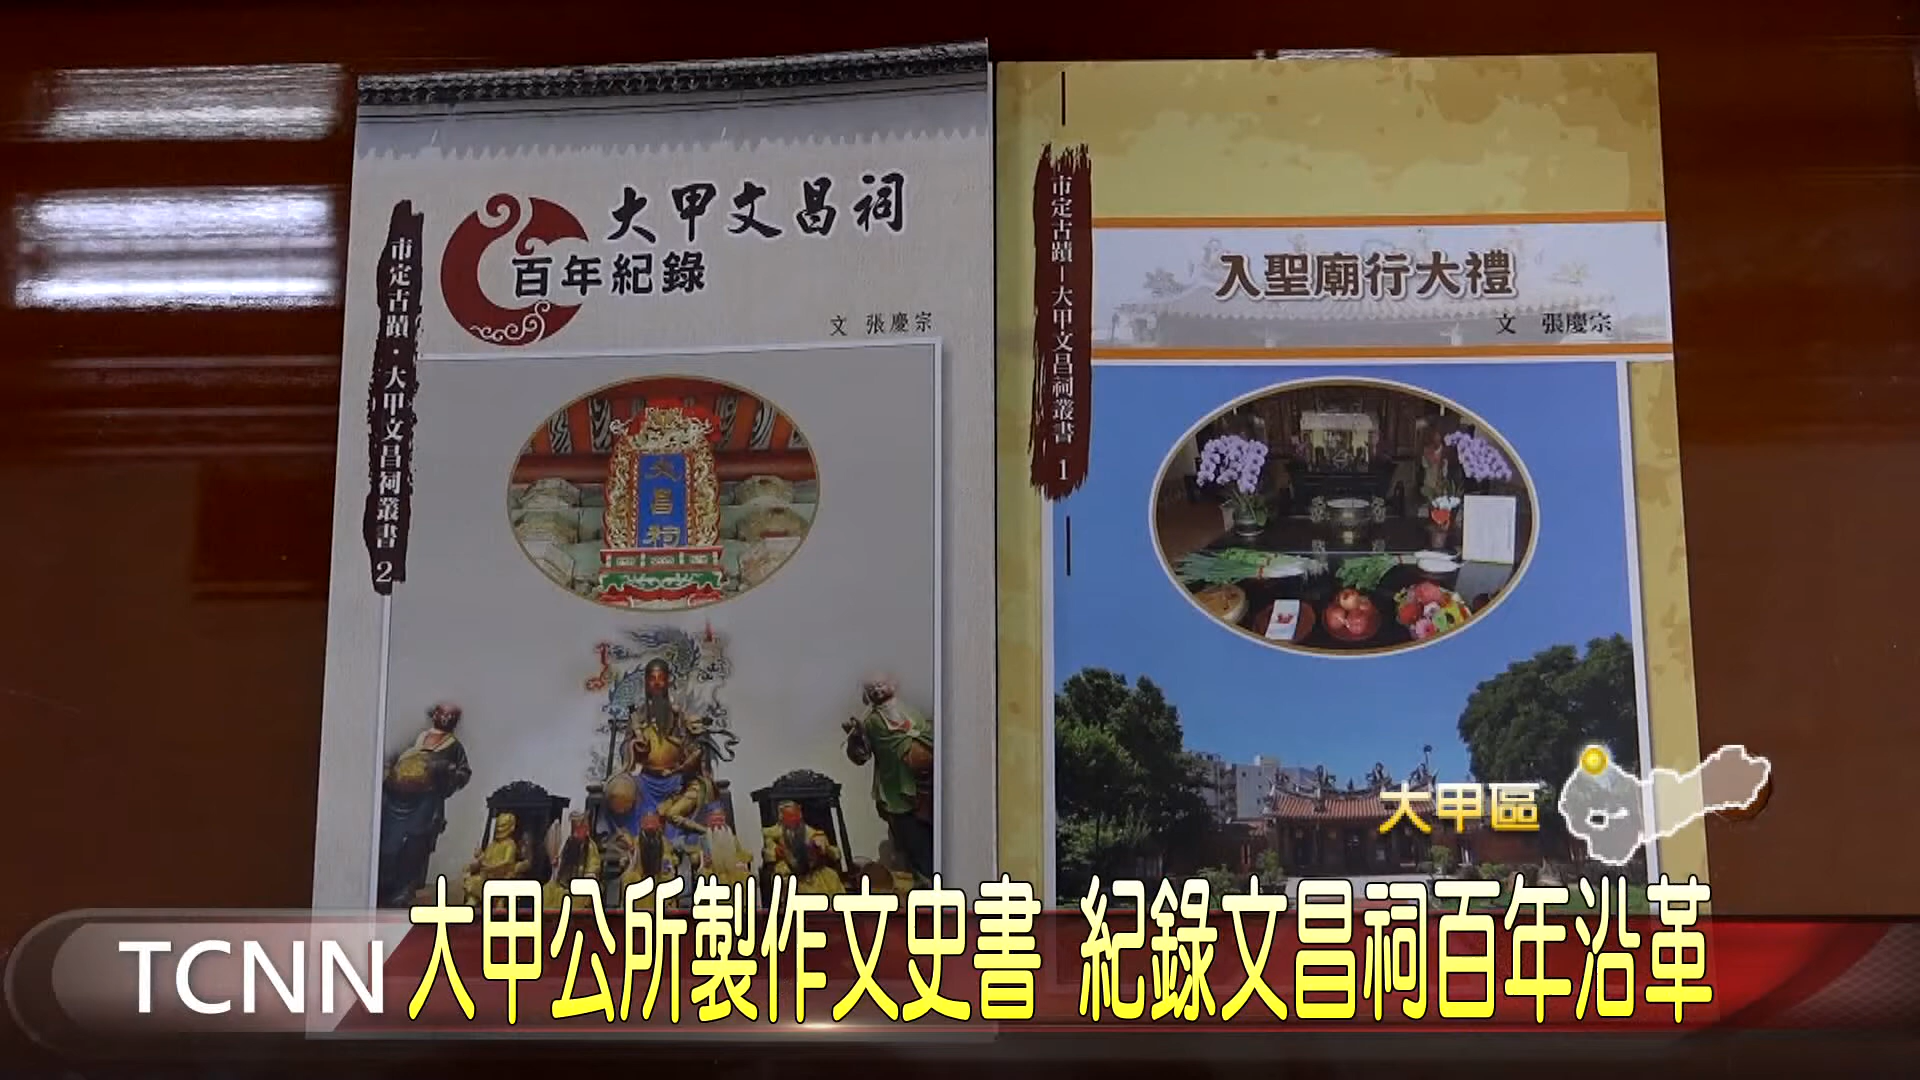 大甲文昌祠
百年紀錄
文 張慶宗
市定古蹟・大甲文昌祠叢書 2
文昌祠
市定古蹟－大甲文昌祠叢書 1
入聖廟行大禮
文 張慶宗
大甲區
TCNN
大甲公所製作文史書 紀錄文昌祠百年沿革